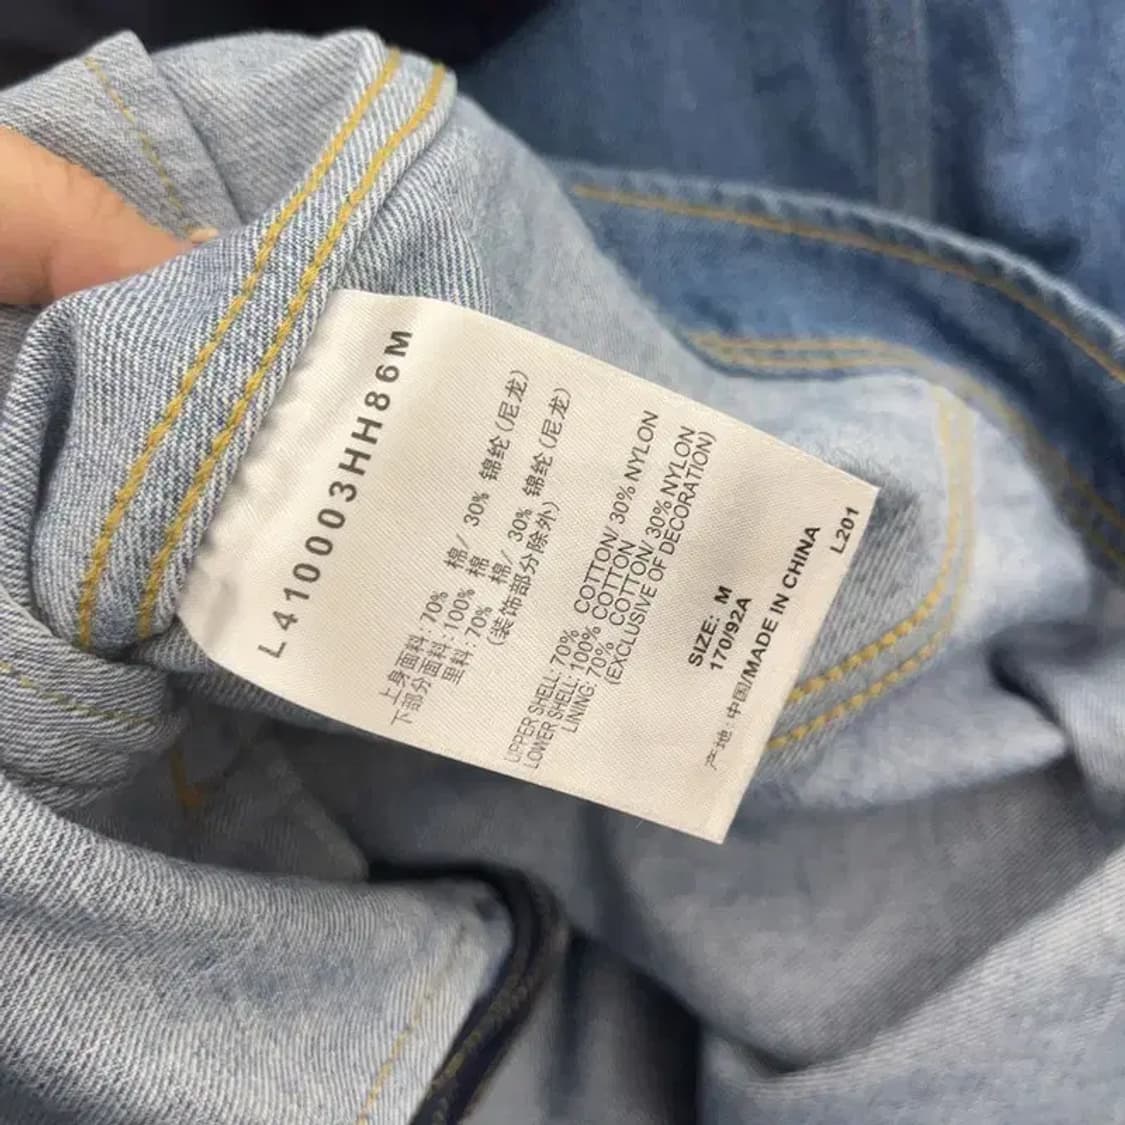 L410003HH86M
上身面料 70% 棉/ 30% 锦纶(尼龙)
下部分面料:100% 棉
里料:70% 棉/ 30% 锦纶(尼龙)
(装饰部分除外)
UPPER SHELL: 70% COTTON/ 30% NYLON
LOWER SHELL: 100% COTTON
LINING: 70% COTTON/ 30% NYLON
(EXCLUSIVE OF DECORATION)
SIZE: M
170/92A
产地:中国/MADE IN CHINA
L201